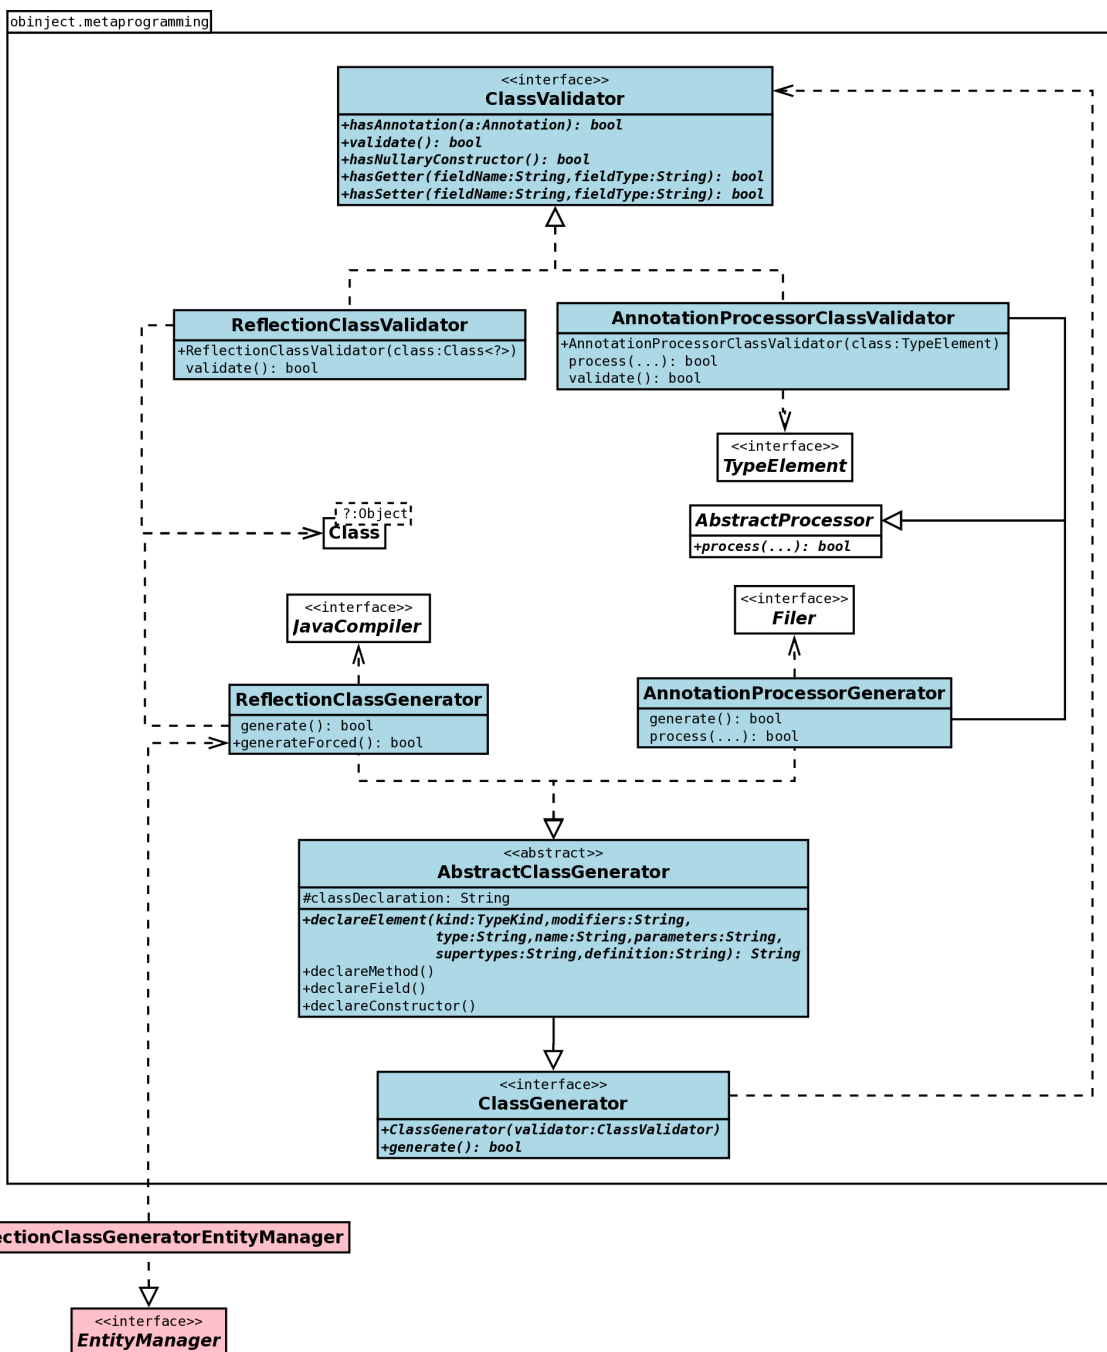 obinject.metaprogramming
<<interface>>
ClassValidator
+hasAnnotation(a:Annotation): bool
+validate(): bool
+hasNullaryConstructor(): bool
+hasGetter(fieldName:String,fieldType:String): bool
+hasSetter(fieldName:String,fieldType:String): bool
ReflectionClassValidator
+ReflectionClassValidator(class:Class<?>)
validate(): bool
AnnotationProcessorClassValidator
+AnnotationProcessorClassValidator(class:TypeElement)
process(...): bool
validate(): bool
<<interface>>
TypeElement
?:Object
Class
AbstractProcessor
+process(...): bool
<<interface>>
JavaCompiler
<<interface>>
Filer
ReflectionClassGenerator
generate(): bool
+generateForced(): bool
AnnotationProcessorGenerator
generate(): bool
process(...): bool
<<abstract>>
AbstractClassGenerator
#classDeclaration: String
+declareElement(kind:TypeKind,modifiers:String,
type:String,name:String,parameters:String,
supertypes:String,definition:String): String
+declareMethod()
+declareField()
+declareConstructor()
<<interface>>
ClassGenerator
+ClassGenerator(validator:ClassValidator)
+generate(): bool
ectionClassGeneratorEntityManager
<<interface>>
EntityManager